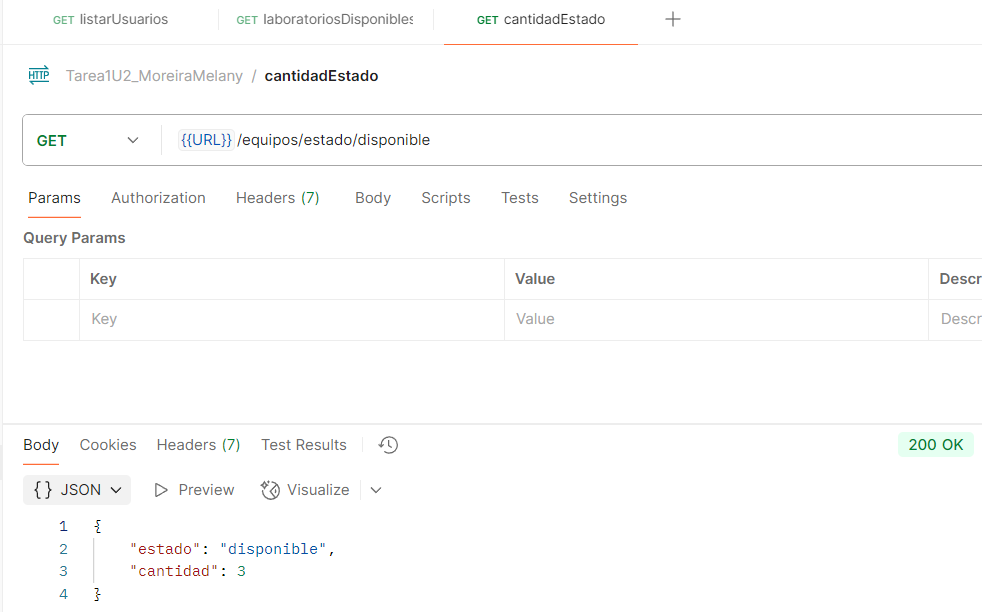 GET listarUsuarios GET laboratoriosDisponibles GET cantidadEstado
HTTP Tarea1U2_MoreiraMelany / cantidadEstado
GET {{URL}} /equipos/estado/disponible
Params Authorization Headers (7) Body Scripts Tests Settings
Query Params
Key Value Descr
Key Value Descr
Body Cookies Headers (7) Test Results 200 OK
{} JSON Preview Visualize
1 {
2 "estado": "disponible",
3 "cantidad": 3
4 }